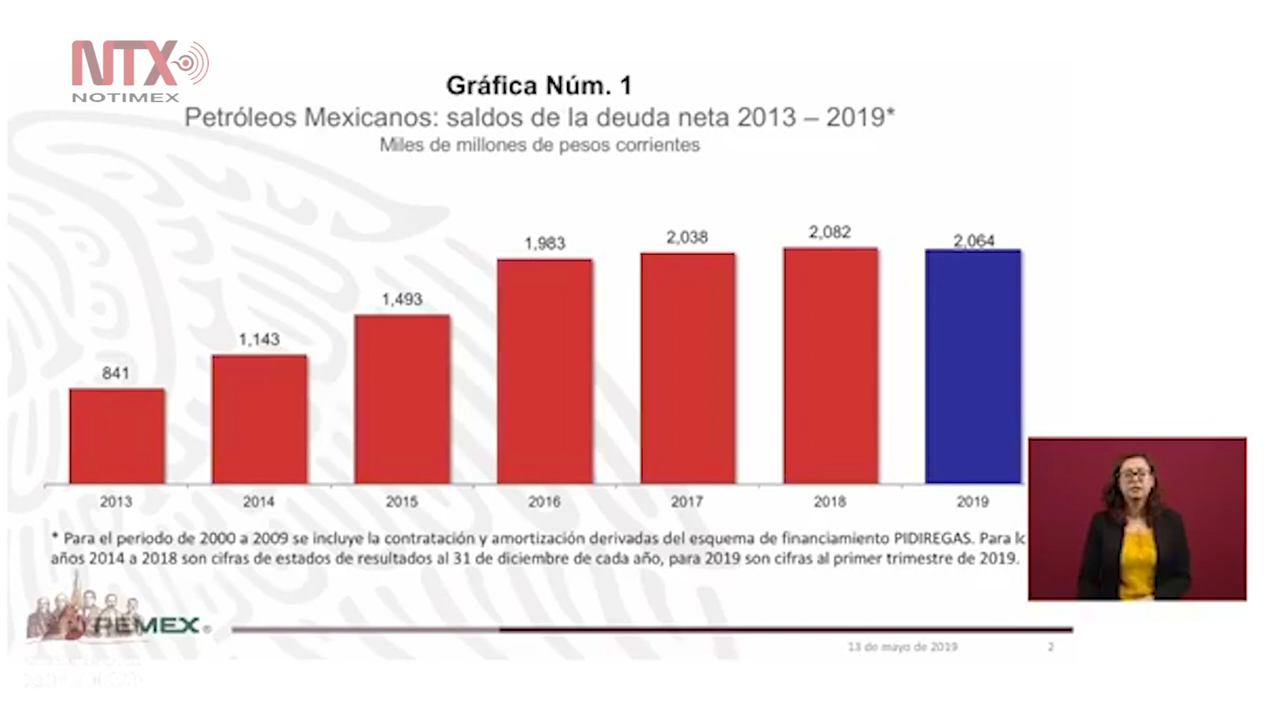 NTX
NOTIMEX
Gráfica Núm. 1
Petróleos Mexicanos: saldos de la deuda neta 2013 – 2019*
Miles de millones de pesos corrientes
841
1,143
1,493
1,983
2,038
2,082
2,064
2013
2014
2015
2016
2017
2018
2019
* Para el periodo de 2000 a 2009 se incluye la contratación y amortización derivadas del esquema de financiamiento PIDIREGAS. Para
años 2014 a 2018 son cifras de estados de resultados al 31 de diciembre de cada año, para 2019 son cifras al primer trimestre de 2019.
PEMEX®
13 de mayo de 2019
2